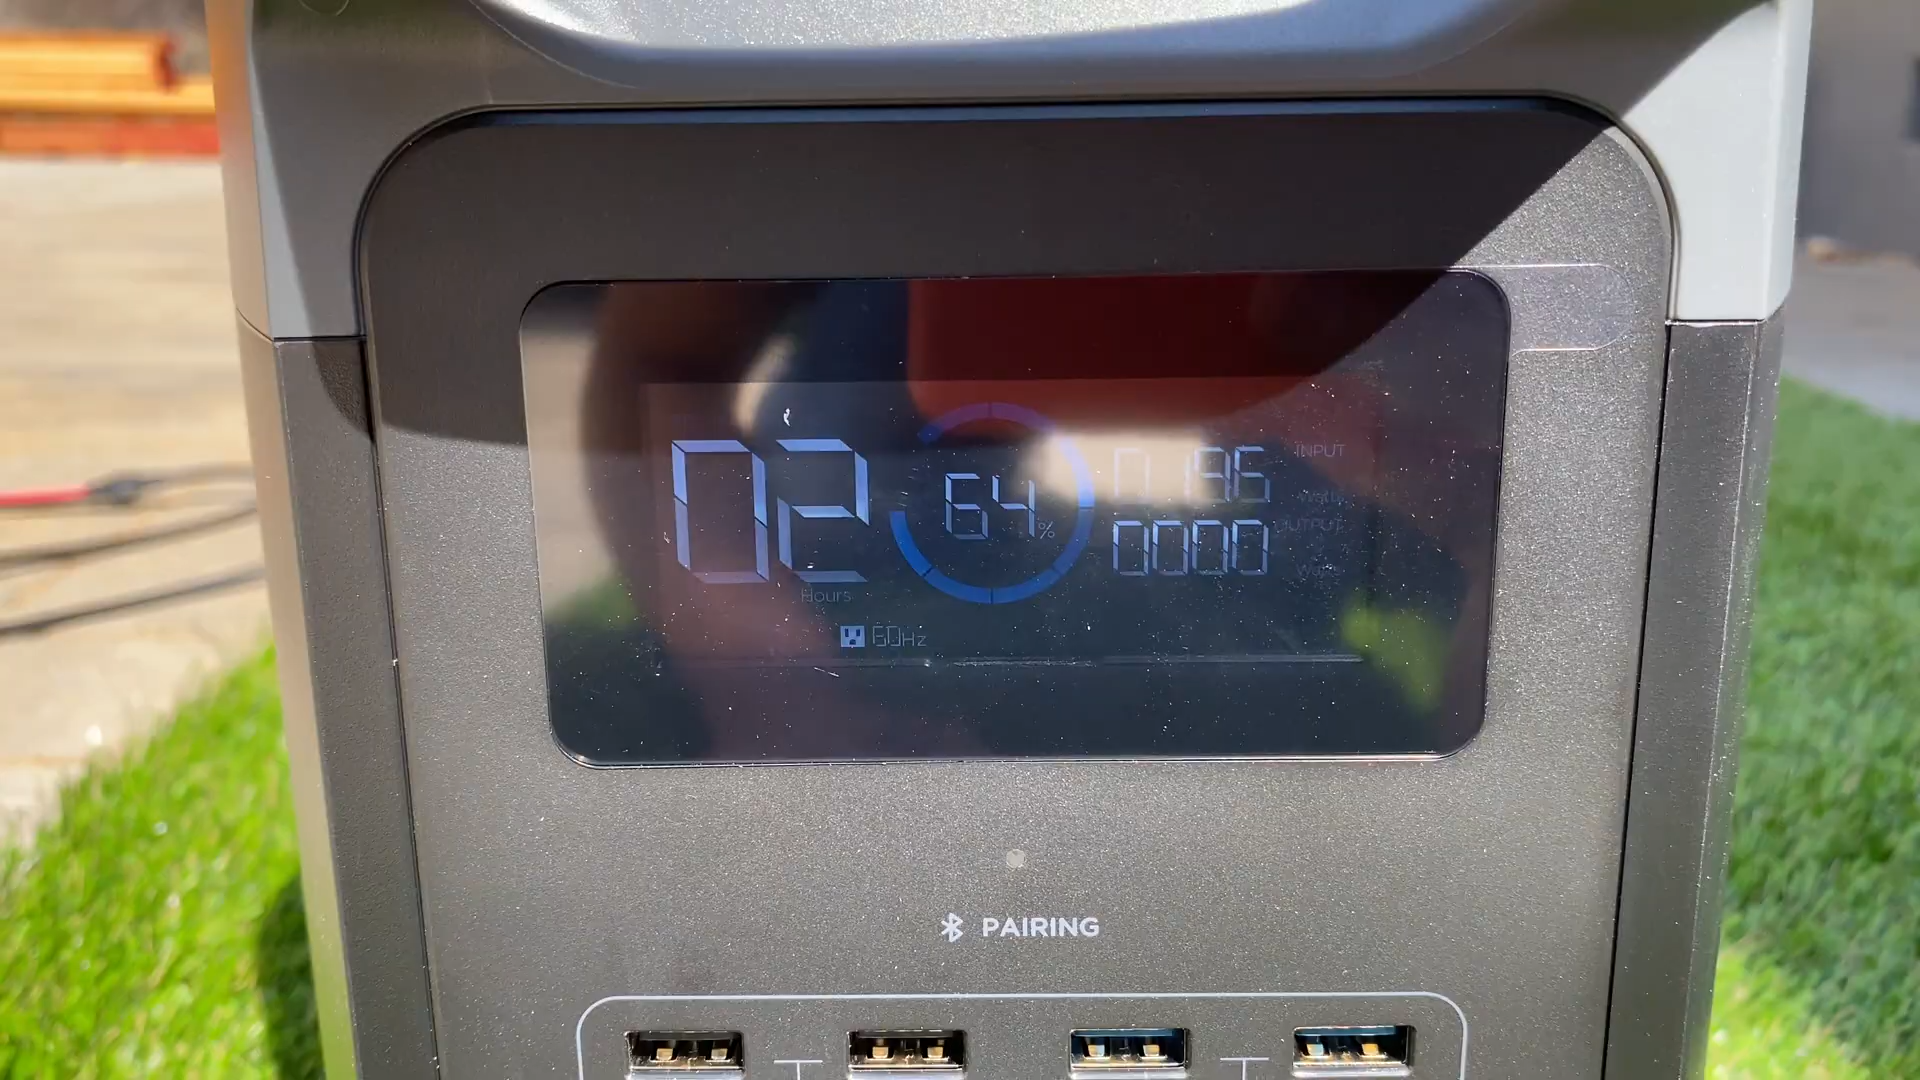 02
Hours
64%
0196
INPUT
Watts
0000
OUTPUT
Watts
60Hz
PAIRING